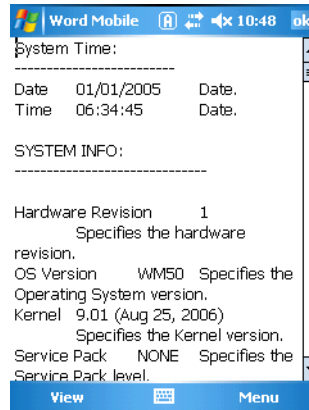 Word Mobile A 10:48 ok
System Time:
-------------------------
Date 01/01/2005 Date.
Time 06:34:45 Date.
SYSTEM INFO:
------------------------------
Hardware Revision 1
Specifies the hardware
revision.
OS Version WM50 Specifies the
Operating System version.
Kernel 9.01 (Aug 25, 2006)
Specifies the Kernel version.
Service Pack NONE Specifies the
Service Pack level.
View Menu